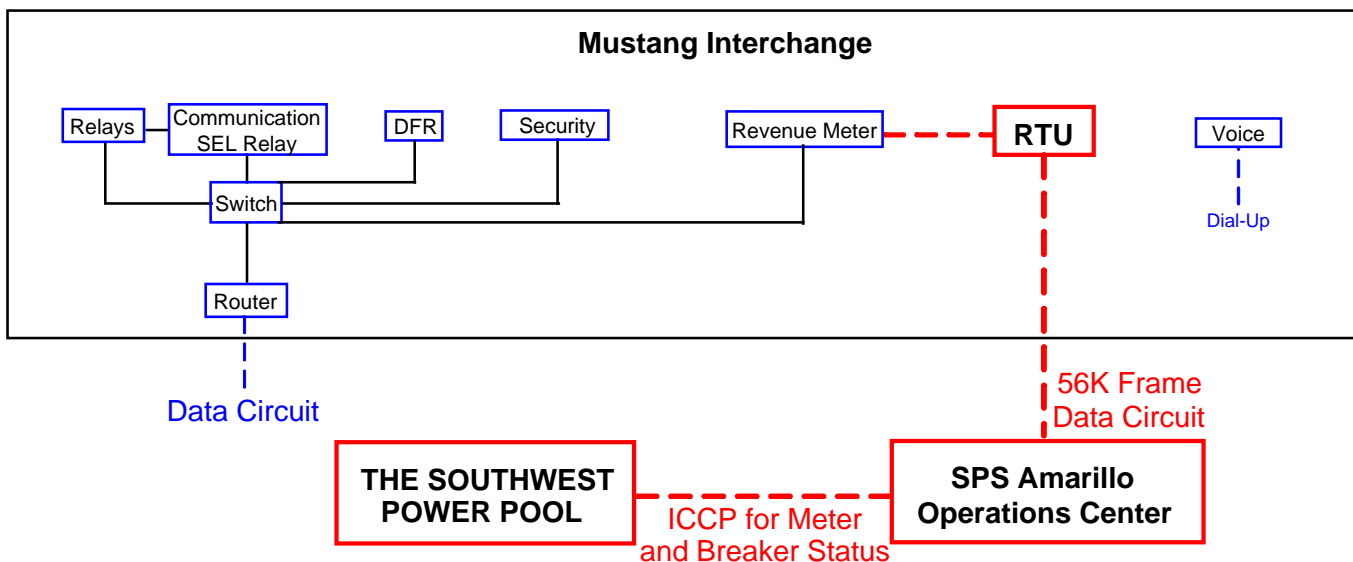 Mustang Interchange
Relays
Communication
SEL Relay
DFR
Security
Revenue Meter
RTU
Voice
Switch
Dial-Up
Router
Data Circuit
56K Frame
Data Circuit
THE SOUTHWEST
POWER POOL
ICCP for Meter
and Breaker Status
SPS Amarillo
Operations Center